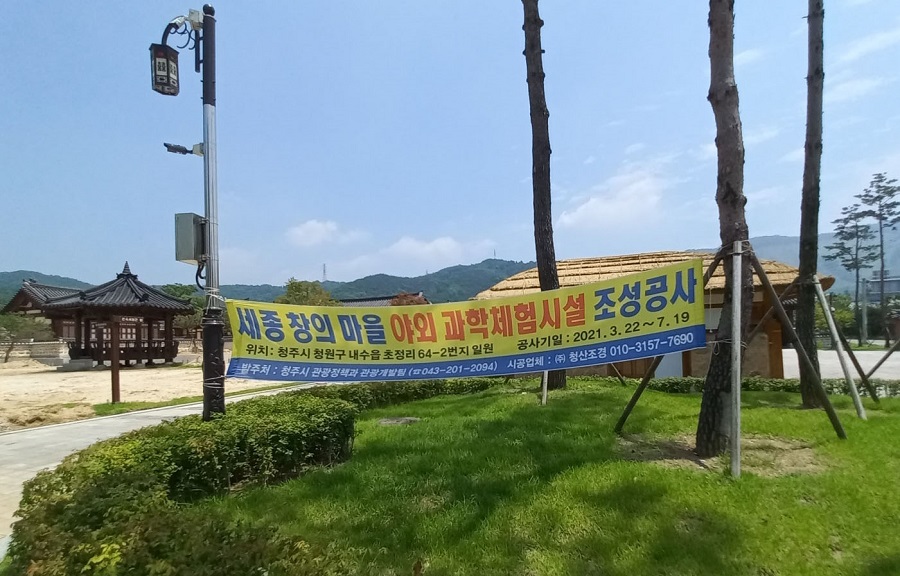 세종 창의 마을 야외 과학체험시설 조성공사
위치 : 청주시 청원구 내수읍 초정리 64-2번지 일원 공사기일 : 2021. 3. 22 ~ 7. 19
발주처 : 청주시 관광정책과 관광개발팀 (☎043-201-2094) 시공업체 : ㈜ 청산조경 010-3157-7690